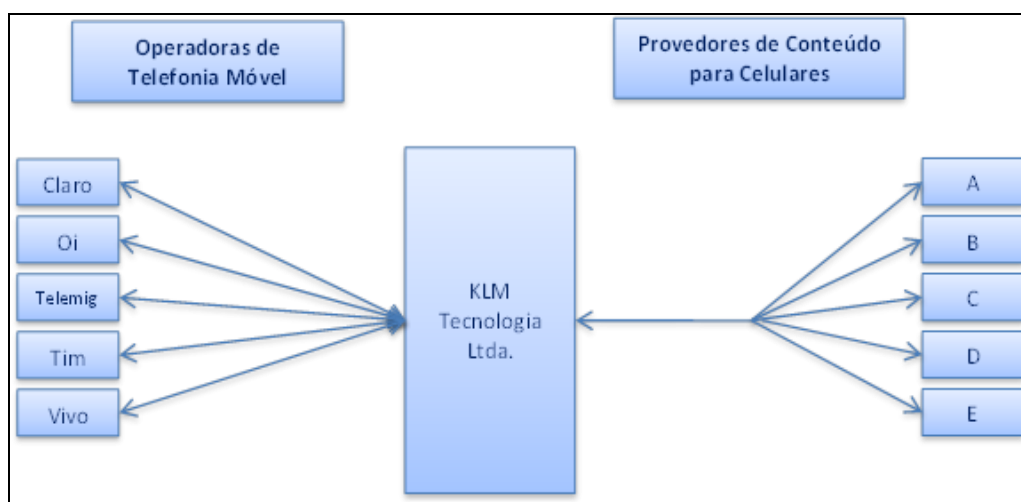 Operadoras de
Telefonia Móvel
Provedores de Conteúdo
para Celulares
Claro
Oi
Telemig
Tim
Vivo
KLM
Tecnologia
Ltda.
A
B
C
D
E